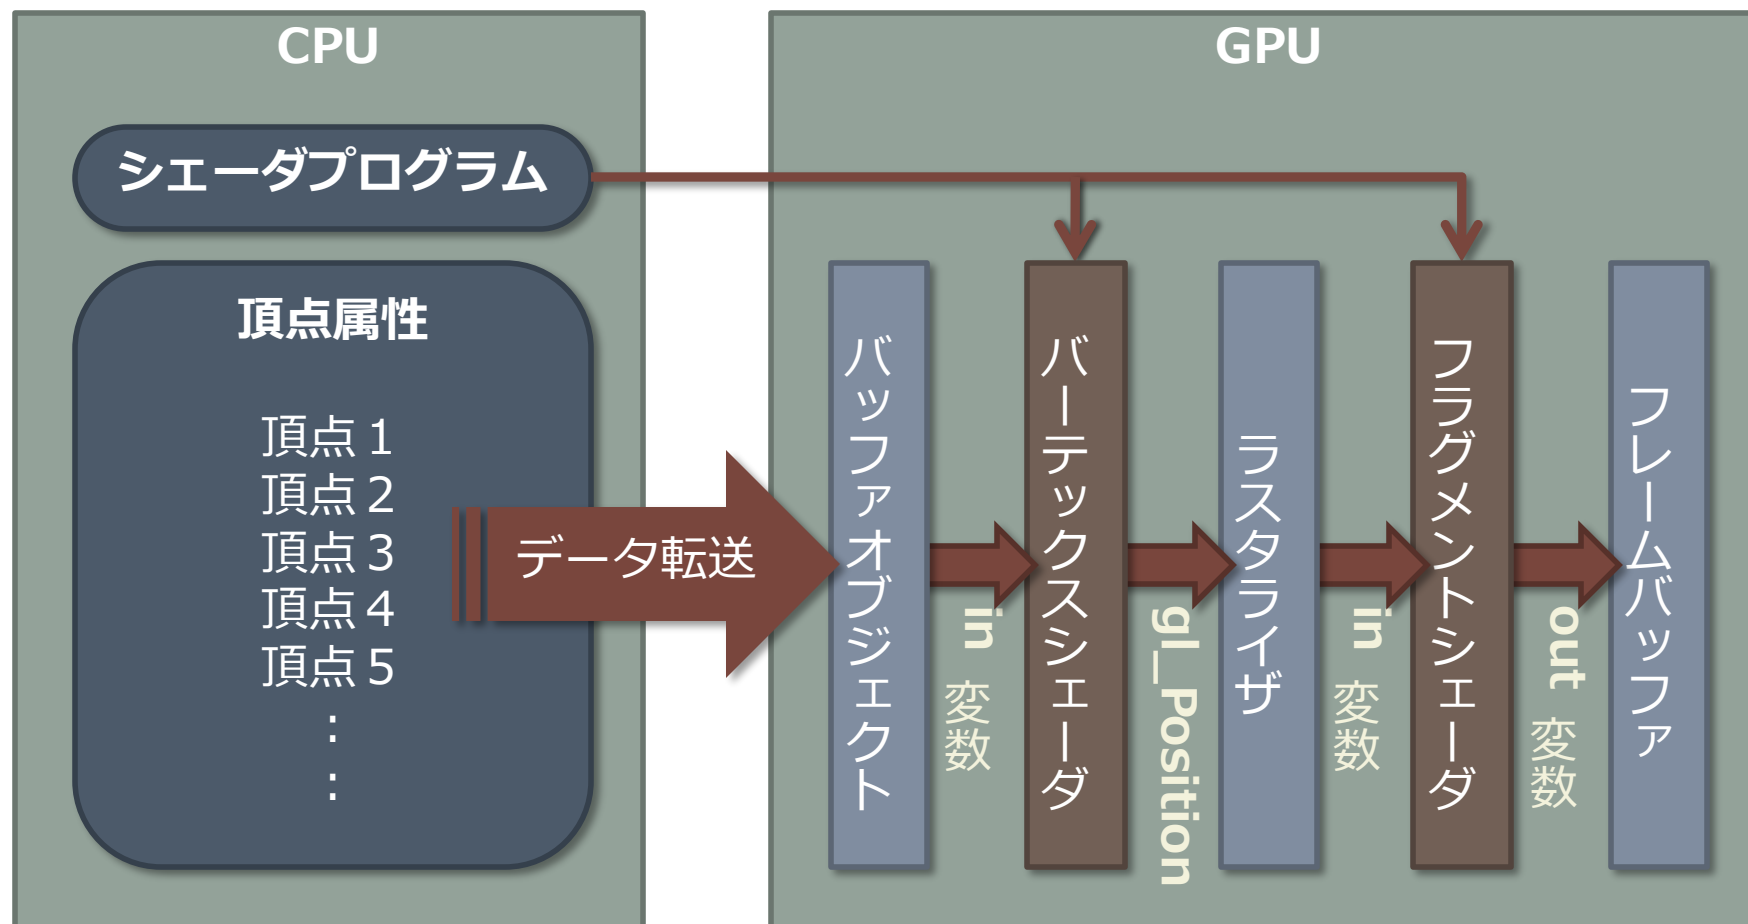 CPU
シェーダプログラム
頂点属性
頂点１
頂点２
頂点３
頂点４
頂点５
：
：
データ転送
GPU
バッファオブジェクト
in 変数
バーテックスシェーダ
gl_Position
ラスタライザ
in 変数
フラグメントシェーダ
out 変数
フレームバッファ